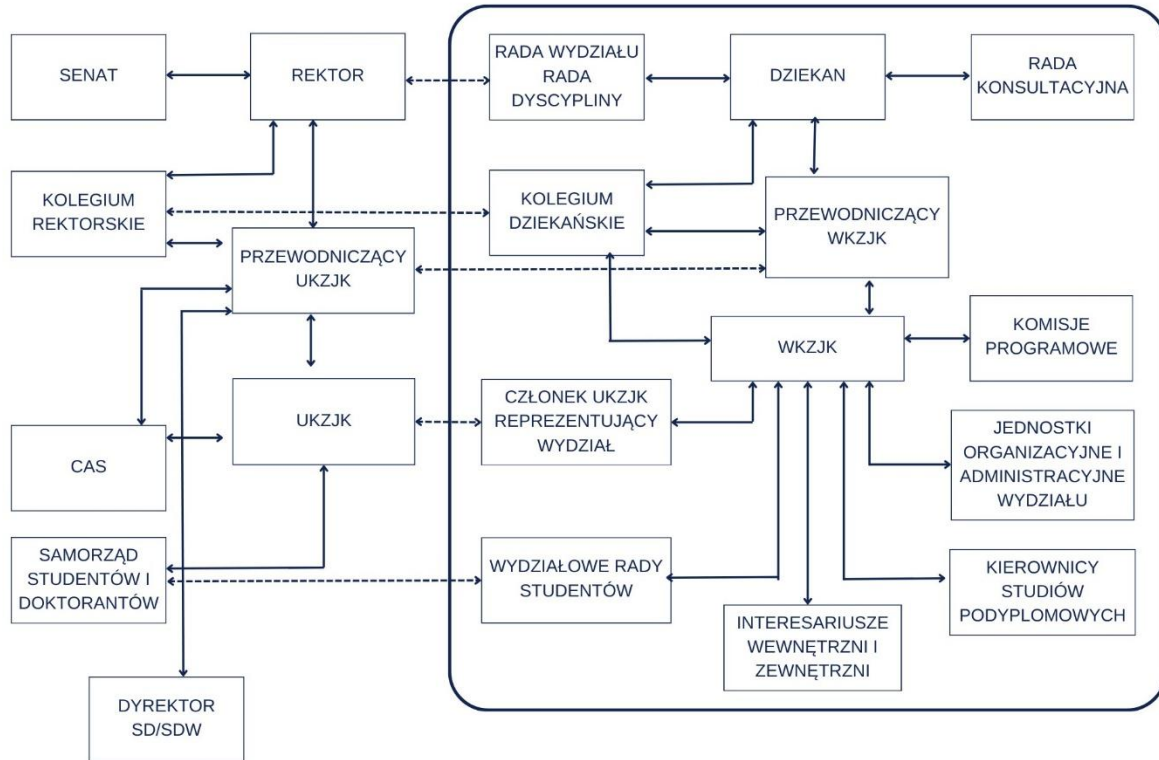 SENAT
REKTOR
RADA WYDZIAŁU
RADA
DYSCYPLINY
DZIEKAN
RADA
KONSULTACYJNA
KOLEGIUM
REKTORSKIE
KOLEGIUM
DZIEKAŃSKIE
PRZEWODNICZĄCY
WKZJK
PRZEWODNICZĄCY
UKZJK
WKZJK
KOMISJE
PROGRAMOWE
UKZJK
CZŁONEK UKZJK
REPREZENTUJĄCY
WYDZIAŁ
CAS
JEDNOSTKI
ORGANIZACYJNE I
ADMINISTRACYJNE
WYDZIAŁU
SAMORZĄD
STUDENTÓW I
DOKTORANTÓW
WYDZIAŁOWE RADY
STUDENTÓW
KIEROWNICY
STUDIÓW
PODYPLOMOWYCH
INTERESARIUSZE
WEWNĘTRZNI I
ZEWNĘTRZNI
DYREKTOR
SD/SDW